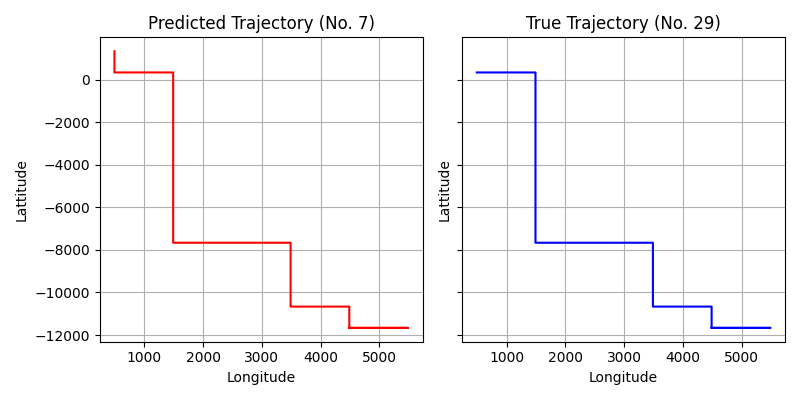 Predicted Trajectory (No. 7)
True Trajectory (No. 29)
0
−2000
−4000
−6000
−8000
−10000
−12000
Lattitude
Lattitude
1000 2000 3000 4000 5000
1000 2000 3000 4000 5000
Longitude
Longitude